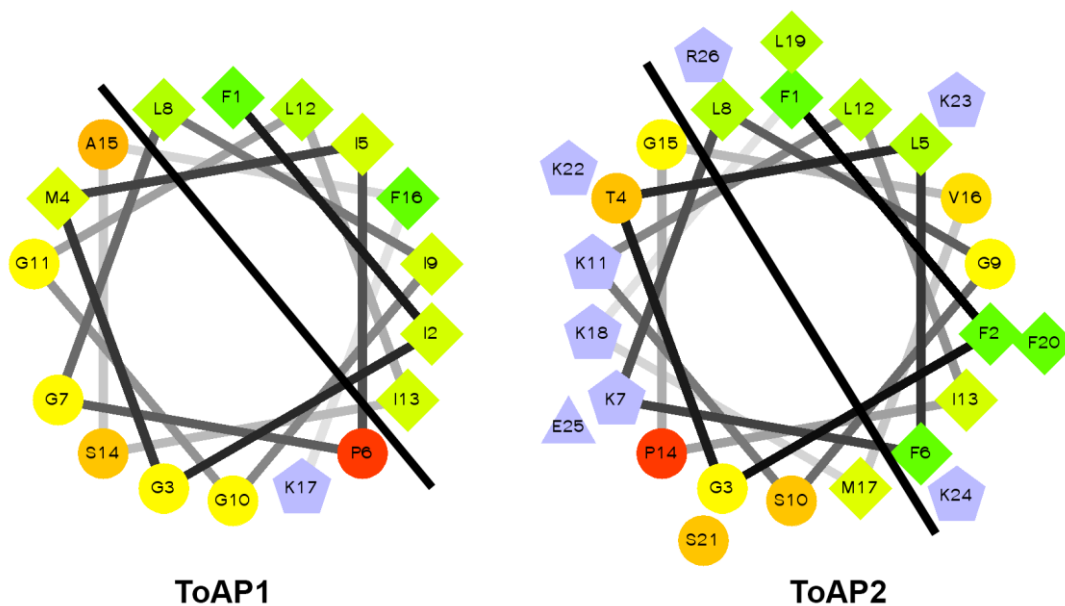 L8
F1
L12
A15
I5
M4
F16
G11
I9
I2
G7
I13
S14
P6
G3
G10
K17
ToAP1
L19
R26
L8
F1
L12
K23
G15
L5
K22
T4
V16
K11
G9
K18
F2
F20
K7
I13
E25
P14
F6
G3
S10
M17
K24
S21
ToAP2